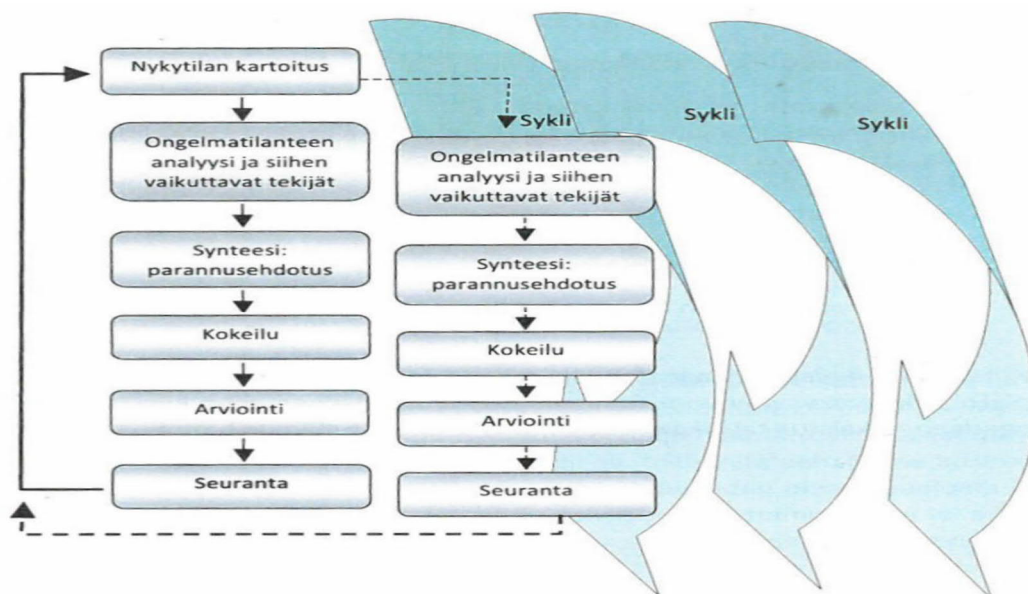 Nykytilan kartoitus
Ongelmatilanteen
analyysi ja siihen
vaikuttavat tekijät
Synteesi:
parannusehdotus
Kokeilu
Arviointi
Seuranta
Sykli
Ongelmatilanteen
analyysi ja siihen
vaikuttavat tekijät
Synteesi:
parannusehdotus
Kokeilu
Arviointi
Seuranta
Sykli
Sykli